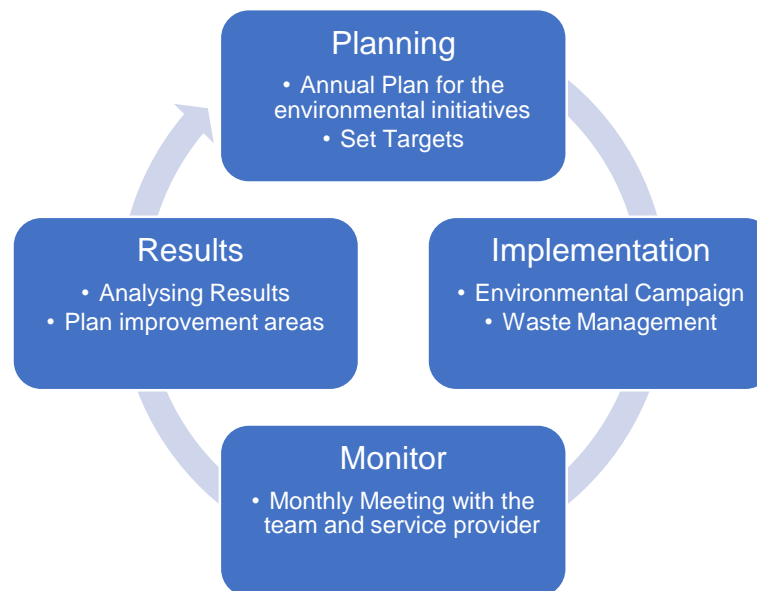 Planning
• Annual Plan for the
environmental initiatives
• Set Targets
Results
• Analysing Results
• Plan improvement areas
Implementation
• Environmental Campaign
• Waste Management
Monitor
• Monthly Meeting with the
team and service provider